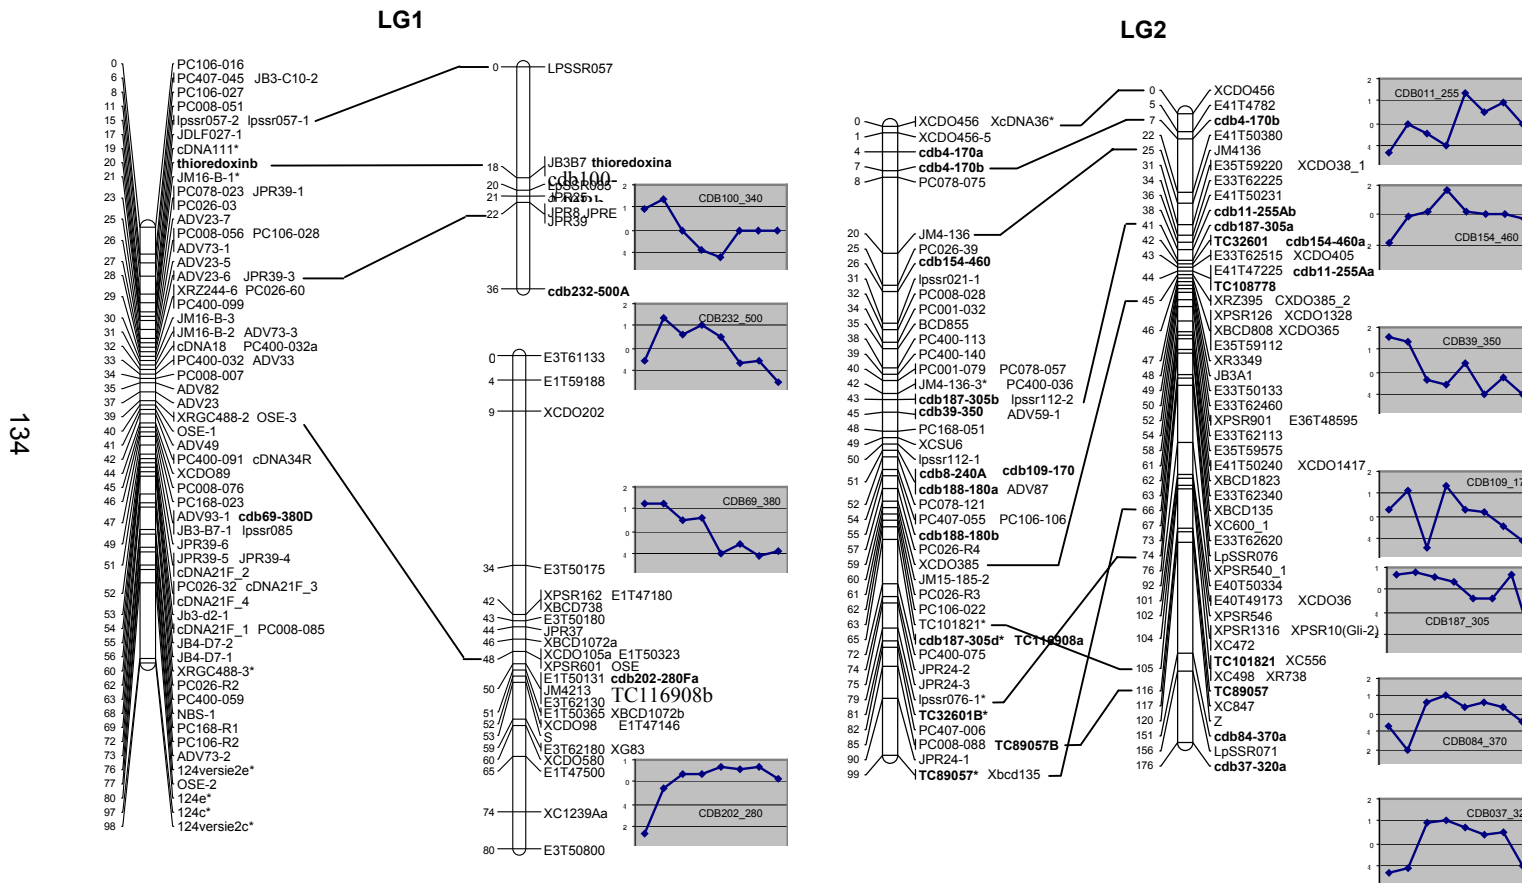 LG1
LG2
134
0 PC106-016
6 PC407-045 JB3-C10-2
8 PC106-027
11 PC008-051
15 lpssr057-2 lpssr057-1
17 JDLF027-1
19 cDNA111*
20 thioredoxinb
21 JM16-B-1*
PC078-023 JPR39-1
23 PC026-03
25 ADV23-7
PC008-056 PC106-028
26 ADV73-1
27 ADV23-5
28 ADV23-6 JPR39-3
XRZ244-6 PC026-60
29 PC400-099
30 JM16-B-3
31 JM16-B-2 ADV73-3
32 cDNA18 PC400-032a
33 PC400-032 ADV33
34 PC008-007
35 ADV82
37 ADV23
39 XRGC488-2 OSE-3
40 OSE-1
41 ADV49
42 PC400-091 cDNA34R
44 XCDO89
45 PC008-076
46 PC168-023
47 ADV93-1 cdb69-380D
JB3-B7-1 lpssr085
49 JPR39-6
51 JPR39-5 JPR39-4
cDNA21F_2
52 PC026-32 cDNA21F_3
cDNA21F_4
53 Jb3-d2-1
54 cDNA21F_1 PC008-085
55 JB4-D7-2
56 JB4-D7-1
60 XRGC488-3*
62 PC026-R2
63 PC400-059
68 NBS-1
69 PC168-R1
72 PC106-R2
73 ADV73-2
76 124versie2e*
77 OSE-2
80 124e*
97 124c*
98 124versie2c*
0 LPSSR057
18 JB3B7 thioredoxina
cdb100-
20 LpSSR085
21 JPR25
22 JPR8 JPRE
JPR39
36 cdb232-500A
0 E3T61133
4 E1T59188
9 XCDO202
34 E3T50175
XPSR162 E1T47180
42 XBCD738
43 E3T50180
44 JPR37
46 XBCD1072a
48 XCDO105a E1T50323
XPSR601 OSE
E1T50131 cdb202-280Fa
50 JM4213 TC116908b
E3T62130
51 E1T50365 XBCD1072b
52 XCDO98 E1T47146
53 S
59 E3T62180 XG83
60 XCDO580
65 E1T47500
74 XC1239Aa
80 E3T50800
CDB100_340
CDB232_500
CDB69_380
CDB202_280
0 XCDO456 XcDNA36*
1 XCDO456-5
4 cdb4-170a
7 cdb4-170b
8 PC078-075
20 JM4-136
25 PC026-39
26 cdb154-460
31 lpssr021-1
32 PC008-028
34 PC001-032
35 BCD855
38 PC400-113
39 PC400-140
40 PC001-079 PC078-057
42 JM4-136-3* PC400-036
43 cdb187-305b lpssr112-2
45 cdb39-350 ADV59-1
48 PC168-051
49 XCSU6
50 lpssr112-1
cdb8-240A cdb109-170
51 cdb188-180a ADV87
52 PC078-121
54 PC407-055 PC106-106
55 cdb188-180b
57 PC026-R4
59 XCDO385
60 JM15-185-2
61 PC026-R3
62 PC106-022
63 TC101821*
65 cdb187-305d* TC116908a
72 PC400-075
74 JPR24-2
75 JPR24-3
79 lpssr076-1*
81 TC32601B*
82 PC407-006
85 PC008-088 TC89057B
90 JPR24-1
99 TC89057* Xbcd135
0 XCDO456
5 E41T4782
7 cdb4-170b
22 E41T50380
25 JM4136
31 E35T59220 XCDO38_1
34 E33T62225
36 E41T50231
38 cdb11-255Ab
41 cdb187-305a
42 TC32601 cdb154-460a
43 E33T62515 XCDO405
44 E41T47225 cdb11-255Aa
TC108778
45 XRZ395 CXDO385_2
XPSR126 XCDO1328
46 XBCD808 XCDO365
E35T59112
47 XR3349
48 JB3A1
49 E33T50133
50 E33T62460
52 XPSR901 E36T48595
54 E33T62113
58 E35T59575
61 E41T50240 XCDO1417
62 XBCD1823
63 E33T62340
66 XBCD135
67 XC600_1
73 E33T62620
74 LpSSR076
76 XPSR540_1
92 E40T50334
101 E40T49173 XCDO36
102 XPSR546
104 XPSR1316 XPSR10(Gli-2)
XC472
TC101821 XC556
105 XC498 XR738
116 TC89057
117 XC847
120 Z
151 cdb84-370a
156 LpSSR071
176 cdb37-320a
CDB011_255
CDB154_460
CDB39_350
CDB109_17
CDB187_305
CDB084_370
CDB037_32